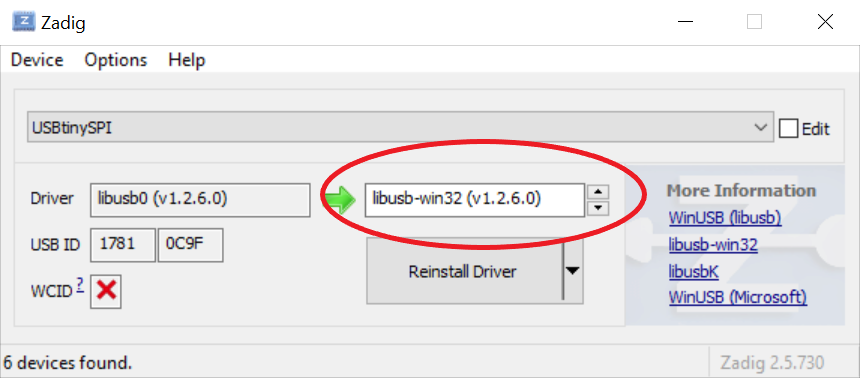 Zadig
Device Options Help
USBtinySPI
Edit
Driver libusb0 (v1.2.6.0) libusb-win32 (v1.2.6.0)
USB ID 1781 0C9F
WCID ?
Reinstall Driver
More Information
WinUSB (libusb)
libusb-win32
libusbK
WinUSB (Microsoft)
6 devices found.
Zadig 2.5.730